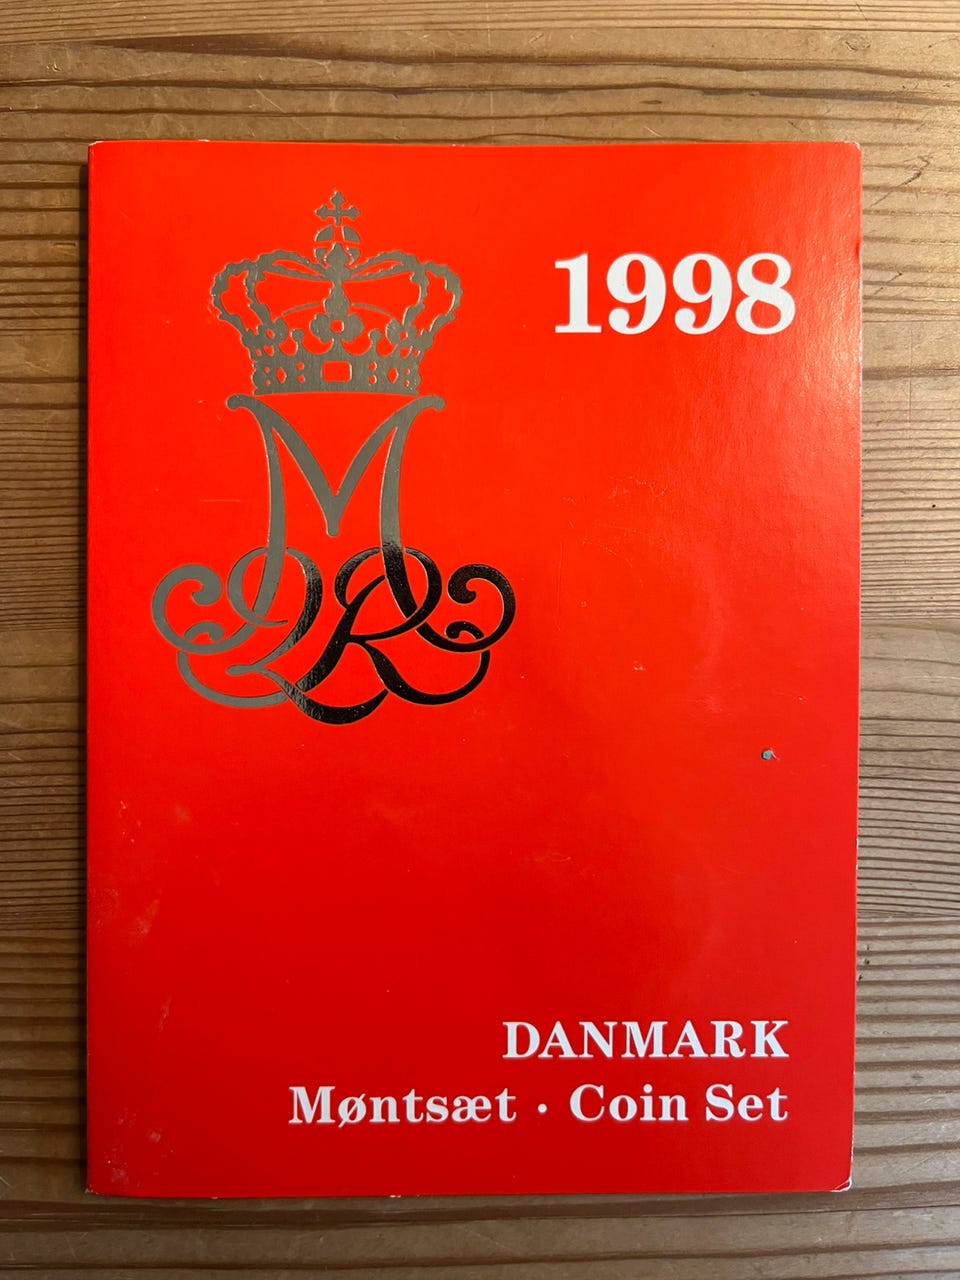 1998
DANMARK
Møntsæt · Coin Set